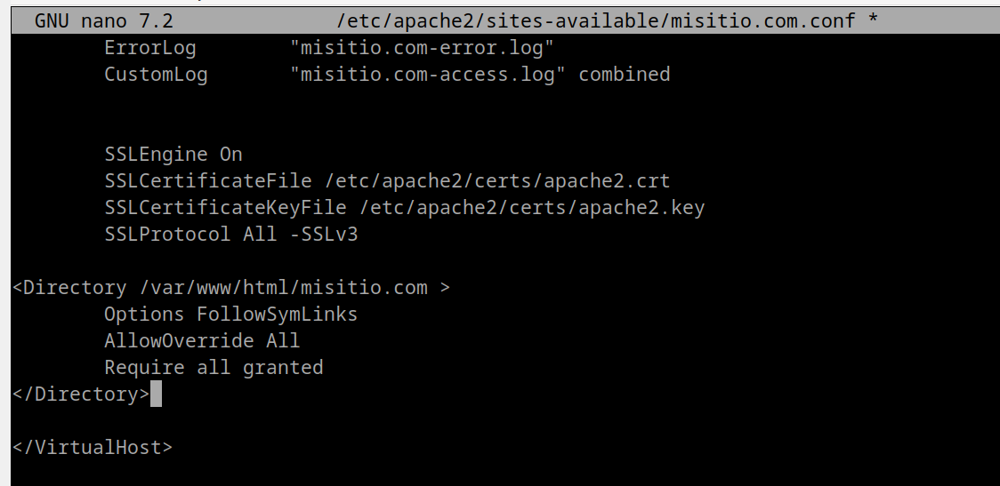 GNU nano 7.2 /etc/apache2/sites-available/misitio.com.conf *
ErrorLog "misitio.com-error.log"
CustomLog "misitio.com-access.log" combined
SSLEngine On
SSLCertificateFile /etc/apache2/certs/apache2.crt
SSLCertificateKeyFile /etc/apache2/certs/apache2.key
SSLProtocol All -SSLv3
<Directory /var/www/html/misitio.com >
Options FollowSymLinks
AllowOverride All
Require all granted
</Directory>
</VirtualHost>